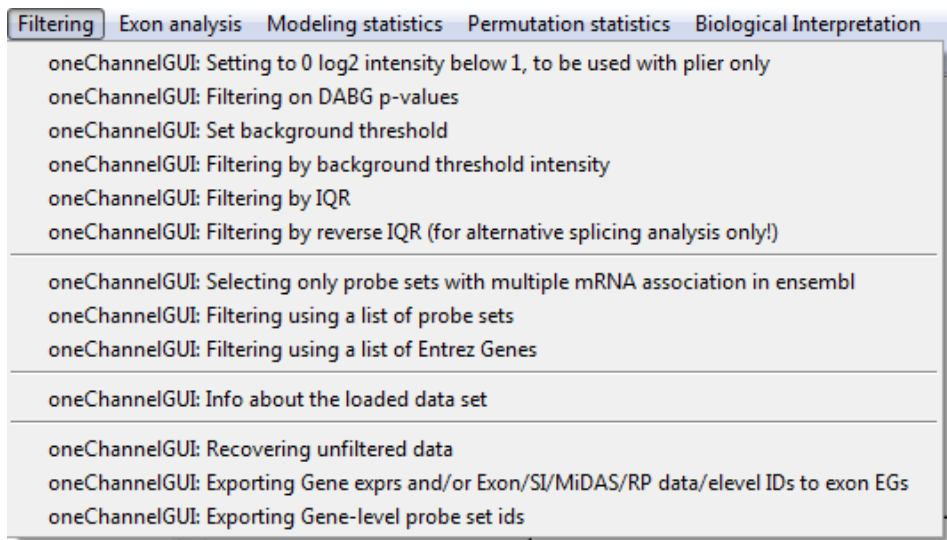 Filtering Exon analysis Modeling statistics Permutation statistics Biological Interpretation
oneChannelGUI: Setting to 0 log2 intensity below 1, to be used with plier only
oneChannelGUI: Filtering on DABG p-values
oneChannelGUI: Set background threshold
oneChannelGUI: Filtering by background threshold intensity
oneChannelGUI: Filtering by IQR
oneChannelGUI: Filtering by reverse IQR (for alternative splicing analysis only!)
oneChannelGUI: Selecting only probe sets with multiple mRNA association in ensembl
oneChannelGUI: Filtering using a list of probe sets
oneChannelGUI: Filtering using a list of Entrez Genes
oneChannelGUI: Info about the loaded data set
oneChannelGUI: Recovering unfiltered data
oneChannelGUI: Exporting Gene exprs and/or Exon/SI/MiDAS/RP data/elevel IDs to exon EGs
oneChannelGUI: Exporting Gene-level probe set ids